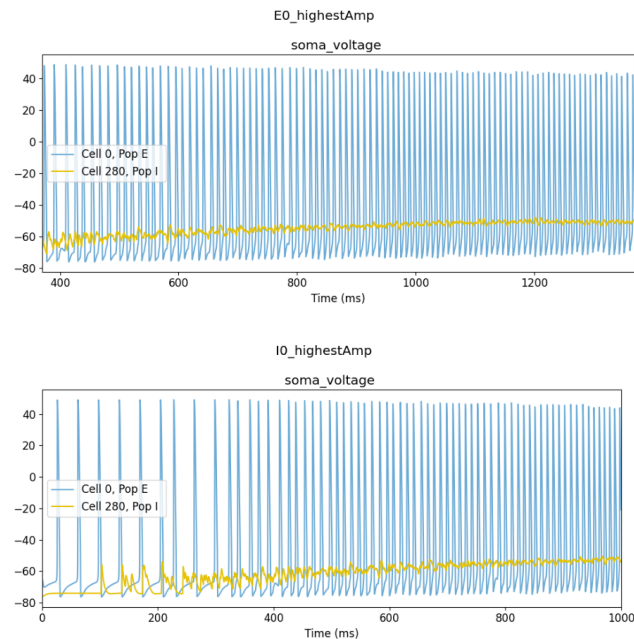 E0_highestAmp
soma_voltage
40
20
0
−20
−40
−60
−80
Cell 0, Pop E
Cell 280, Pop I
400
600
800
1000
1200
Time (ms)
I0_highestAmp
soma_voltage
40
20
0
−20
−40
−60
−80
Cell 0, Pop E
Cell 280, Pop I
0
200
400
600
800
1000
Time (ms)